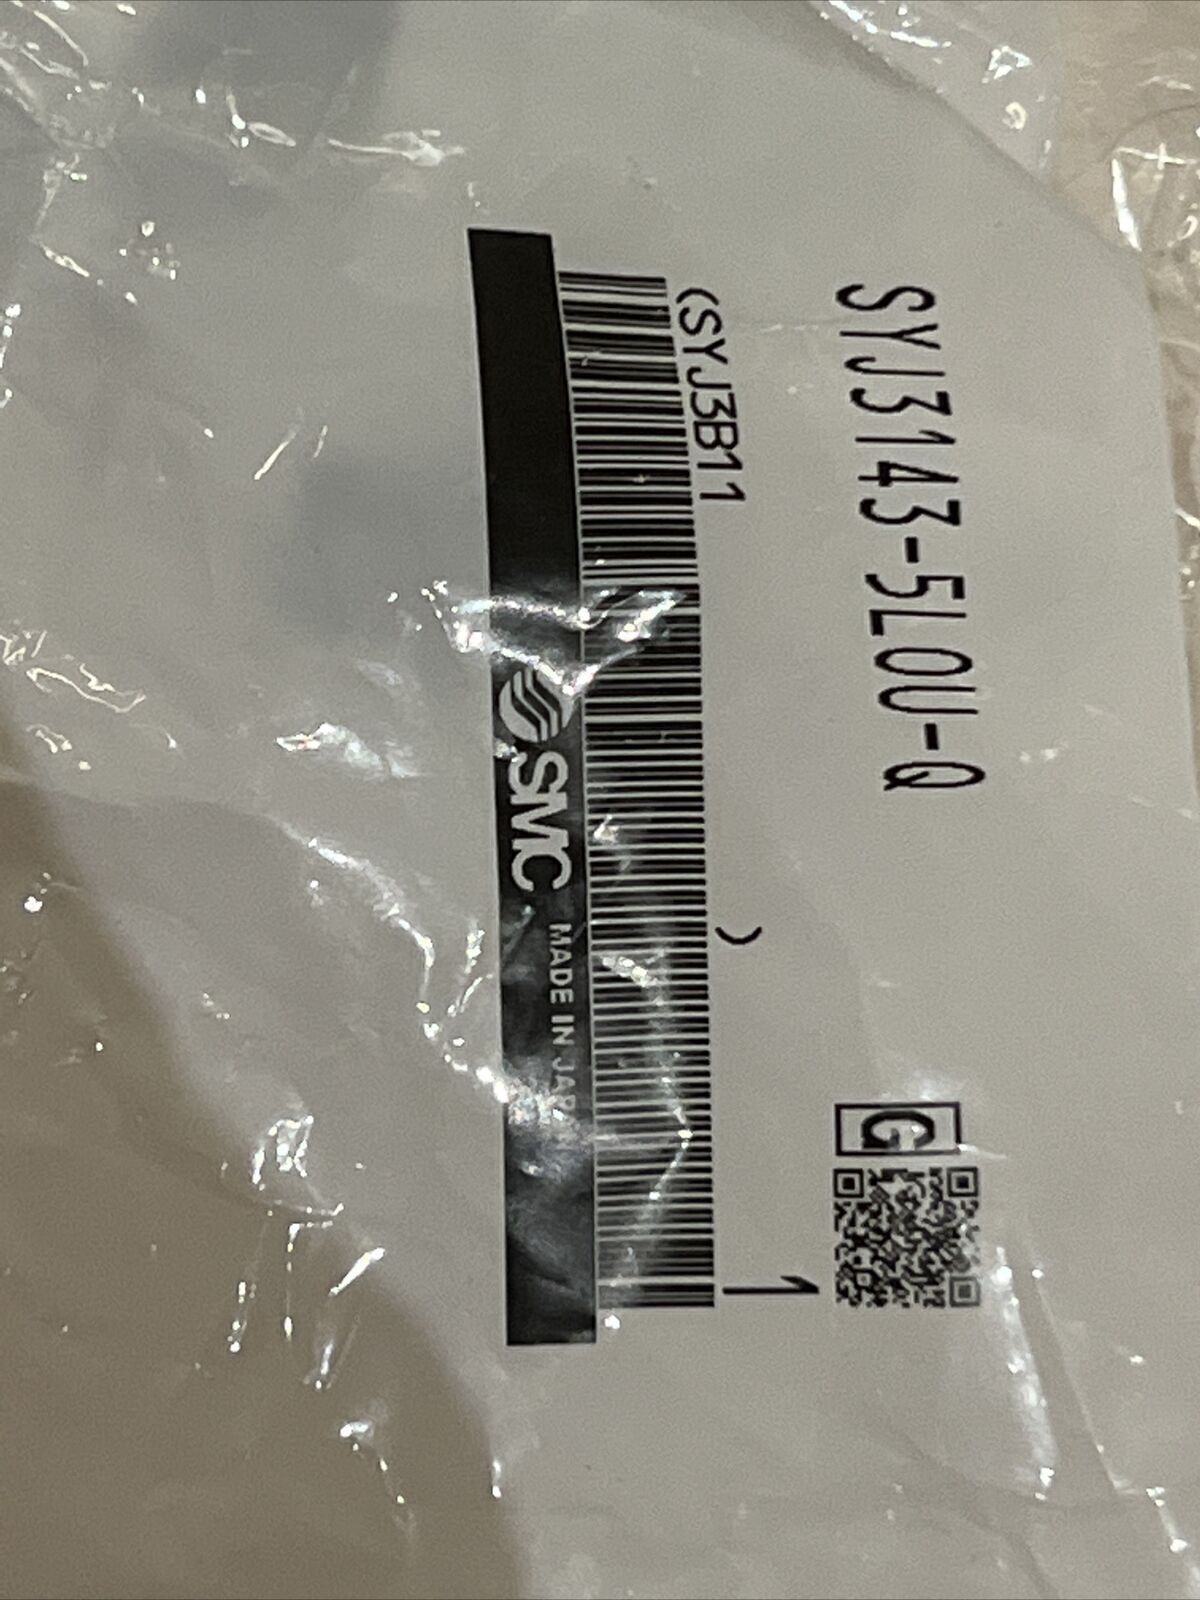 SYJ3143-5LOU-Q
G
(SYJ3B11 )
1
SMC MADE IN JAPAN